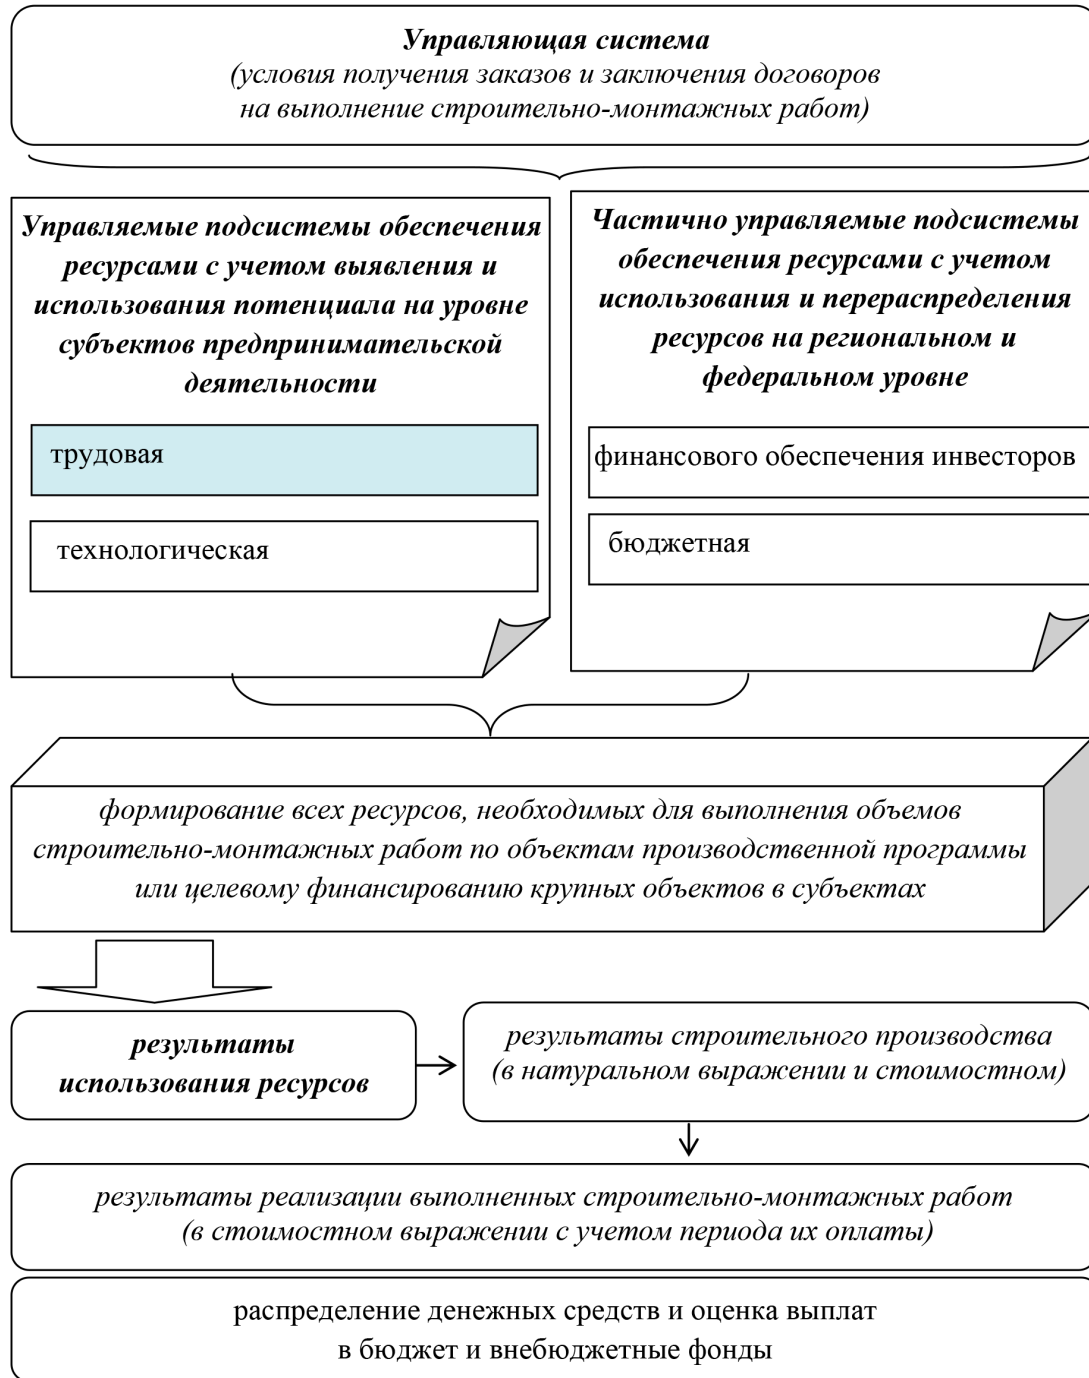 Управляющая система
(условия получения заказов и заключения договоров
на выполнение строительно-монтажных работ)
Управляемые подсистемы обеспечения
ресурсами с учетом выявления и
использования потенциала на уровне
субъектов предпринимательской
деятельности
трудовая
технологическая
Частично управляемые подсистемы
обеспечения ресурсами с учетом
использования и перераспределения
ресурсов на региональном и
федеральном уровне
финансового обеспечения инвесторов
бюджетная
формирование всех ресурсов, необходимых для выполнения объемов
строительно-монтажных работ по объектам производственной программы
или целевому финансированию крупных объектов в субъектах
результаты
использования ресурсов
результаты строительного производства
(в натуральном выражении и стоимостном)
результаты реализации выполненных строительно-монтажных работ
(в стоимостном выражении с учетом периода их оплаты)
распределение денежных средств и оценка выплат
в бюджет и внебюджетные фонды